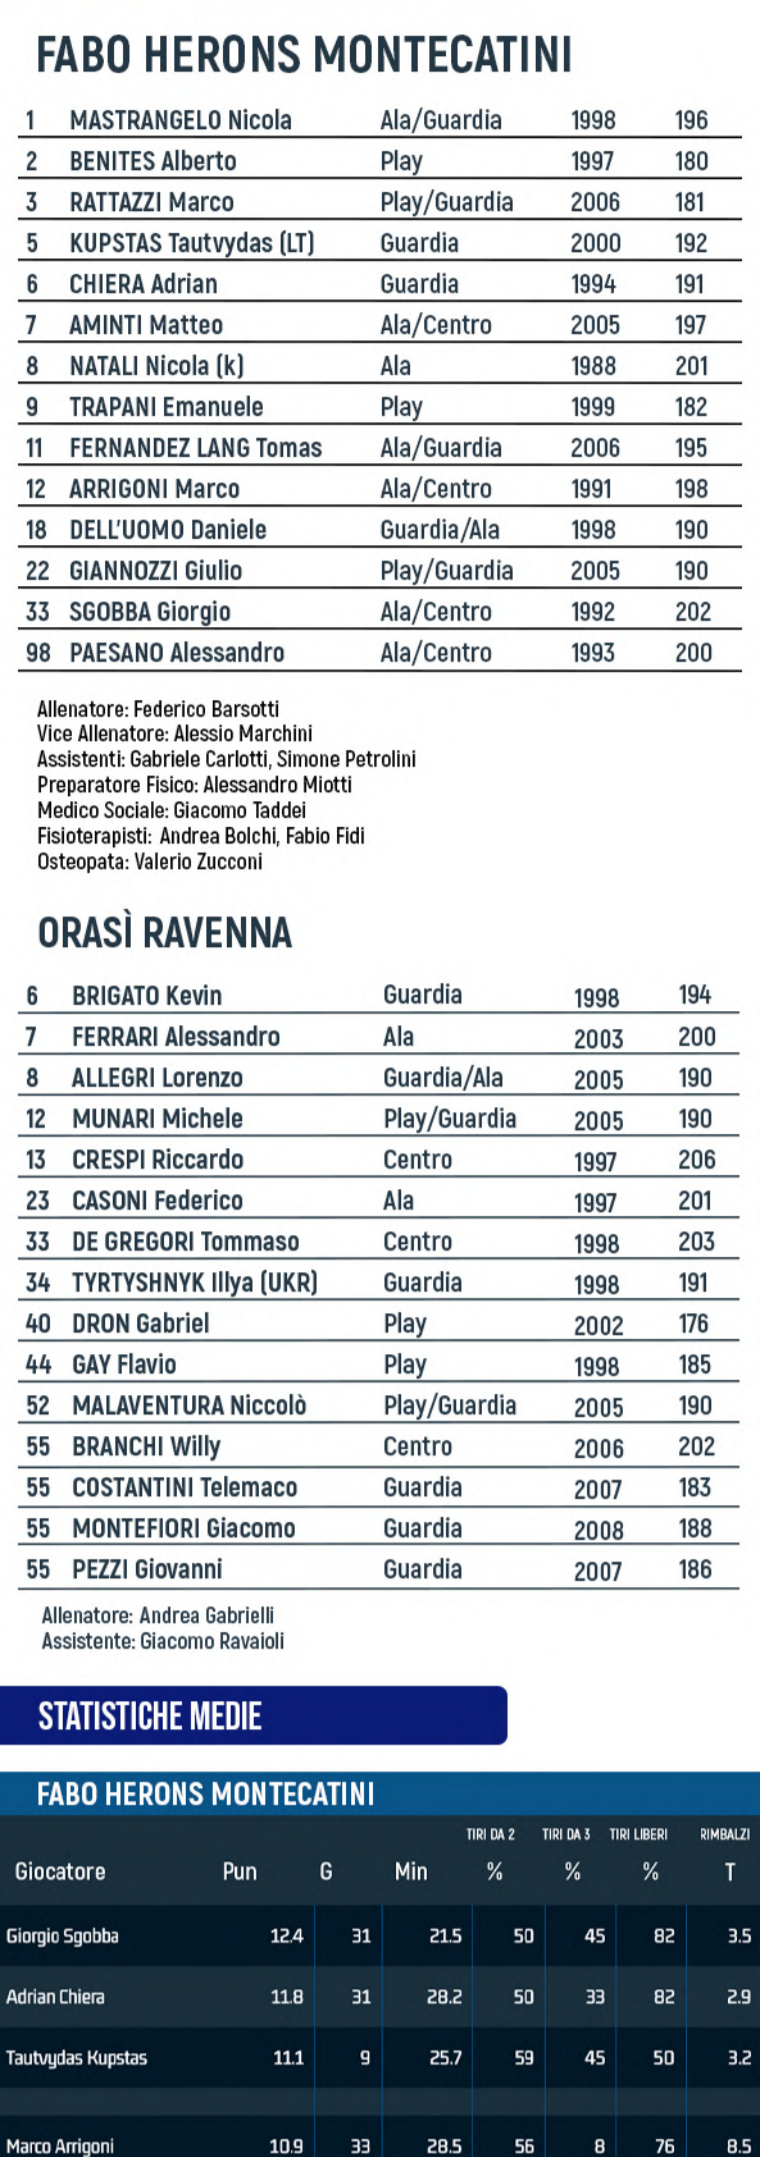 FABO HERONS MONTECATINI
1 MASTRANGELO Nicola Ala/Guardia 1998 196
2 BENITES Alberto Play 1997 180
3 RATTAZZI Marco Play/Guardia 2006 181
5 KUPSTAS Tautvydas (LT) Guardia 2000 192
6 CHIERA Adrian Guardia 1994 191
7 AMINTI Matteo Ala/Centro 2005 197
8 NATALI Nicola (k) Ala 1988 201
9 TRAPANI Emanuele Play 1999 182
11 FERNANDEZ LANG Tomas Ala/Guardia 2006 195
12 ARRIGONI Marco Ala/Centro 1991 198
18 DELL'UOMO Daniele Guardia/Ala 1998 190
22 GIANNOZZI Giulio Play/Guardia 2005 190
33 SGOBBA Giorgio Ala/Centro 1992 202
98 PAESANO Alessandro Ala/Centro 1993 200
Allenatore: Federico Barsotti
Vice Allenatore: Alessio Marchini
Assistenti: Gabriele Carlotti, Simone Petrolini
Preparatore Fisico: Alessandro Miotti
Medico Sociale: Giacomo Taddei
Fisioterapisti: Andrea Bolchi, Fabio Fidi
Osteopata: Valerio Zucconi
ORASÌ RAVENNA
6 BRIGATO Kevin Guardia 1998 194
7 FERRARI Alessandro Ala 2003 200
8 ALLEGRI Lorenzo Guardia/Ala 2005 190
12 MUNARI Michele Play/Guardia 2005 190
13 CRESPI Riccardo Centro 1997 206
23 CASONI Federico Ala 1997 201
33 DE GREGORI Tommaso Centro 1998 203
34 TYRTYSHNYK Illya (UKR) Guardia 1998 191
40 DRON Gabriel Play 2002 176
44 GAY Flavio Play 1998 185
52 MALAVENTURA Niccolò Play/Guardia 2005 190
55 BRANCHI Willy Centro 2006 202
55 COSTANTINI Telemaco Guardia 2007 183
55 MONTEFIORI Giacomo Guardia 2008 188
55 PEZZI Giovanni Guardia 2007 186
Allenatore: Andrea Gabrielli
Assistente: Giacomo Ravaioli
STATISTICHE MEDIE
FABO HERONS MONTECATINI
TIRI DA 2 TIRI DA 3 TIRI LIBERI RIMBALZI
Giocatore Pun G Min % % % T
Giorgio Sgobba 12.4 31 21.5 50 45 82 3.5
Adrian Chiera 11.8 31 28.2 50 33 82 2.9
Tautvydas Kupstas 11.1 9 25.7 59 45 50 3.2
Marco Arrigoni 10.9 33 28.5 56 8 76 8.5